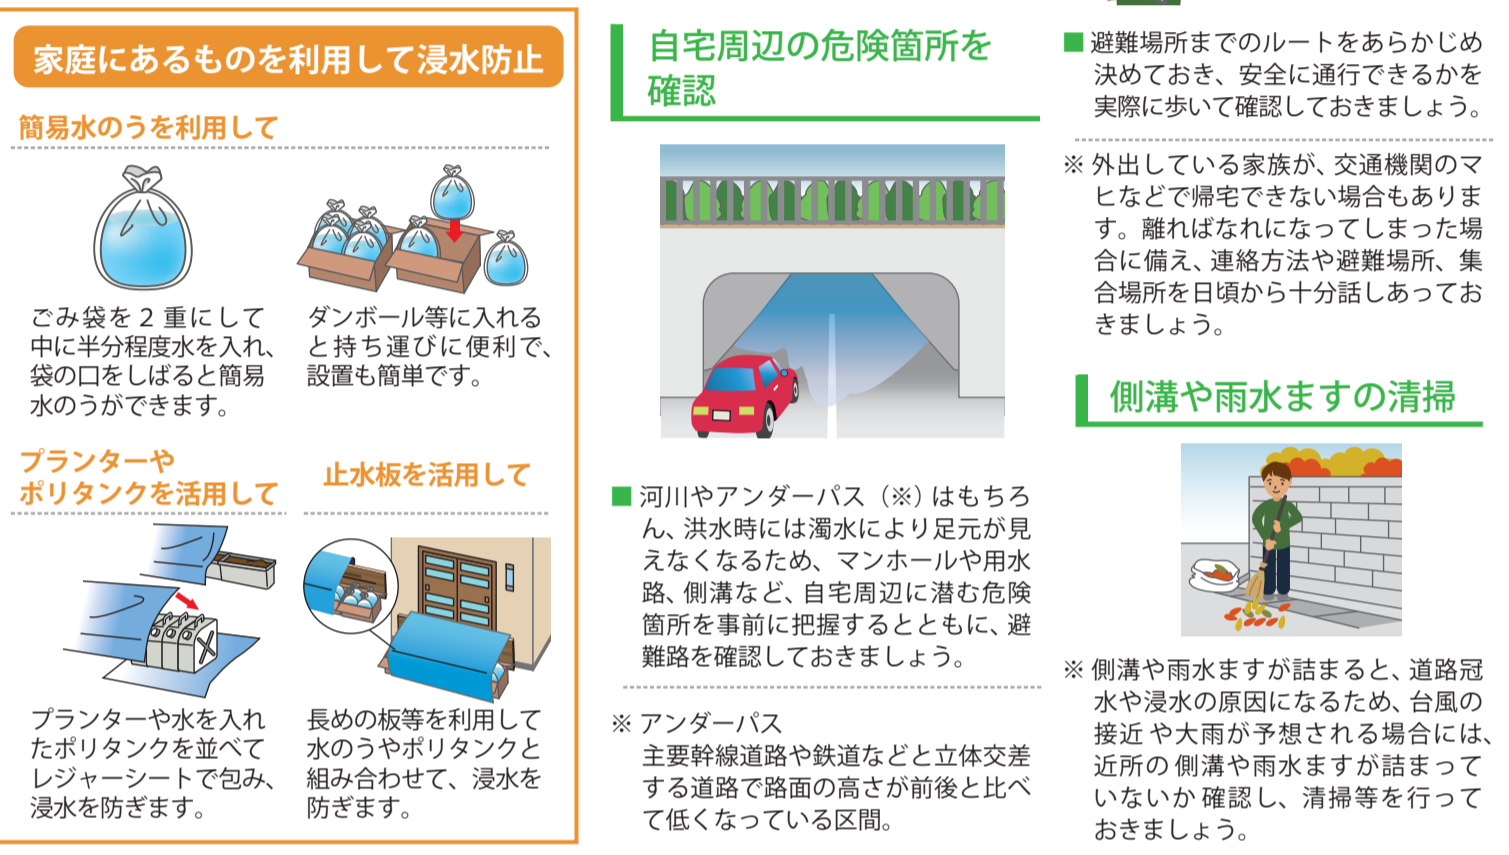 家庭にあるものを利用して浸水防止
簡易水のうを利用して
ごみ袋を 2 重にして
中に半分程度水を入れ、
袋の口をしばると簡易
水のうができます。
ダンボール等に入れる
と持ち運びに便利で、
設置も簡単です。
プランターや
ポリタンクを活用して
プランターや水を入れ
たポリタンクを並べて
レジャーシートで包み、
浸水を防ぎます。
止水板を活用して
長めの板等を利用して
水のうやポリタンクと
組み合わせて、浸水を
防ぎます。
自宅周辺の危険箇所を
確認
■ 河川やアンダーパス（※）はもちろ
ん、洪水時には濁水により足元が見
えなくなるため、マンホールや用水
路、側溝など、自宅周辺に潜む危険
箇所を事前に把握するとともに、避
難路を確認しておきましょう。
※ アンダーパス
主要幹線道路や鉄道などと立体交差
する道路で路面の高さが前後と比べ
て低くなっている区間。
■ 避難場所までのルートをあらかじめ
決めておき、安全に通行できるかを
実際に歩いて確認しておきましょう。
※ 外出している家族が、交通機関のマ
ヒなどで帰宅できない場合もありま
す。離ればなれになってしまった場
合に備え、連絡方法や避難場所、集
合場所を日頃から十分話しあってお
きましょう。
側溝や雨水ますの清掃
※ 側溝や雨水ますが詰まると、道路冠
水や浸水の原因になるため、台風の
接近や大雨が予想される場合には、
近所の側溝や雨水ますが詰まって
いないか確認し、清掃等を行って
おきましょう。